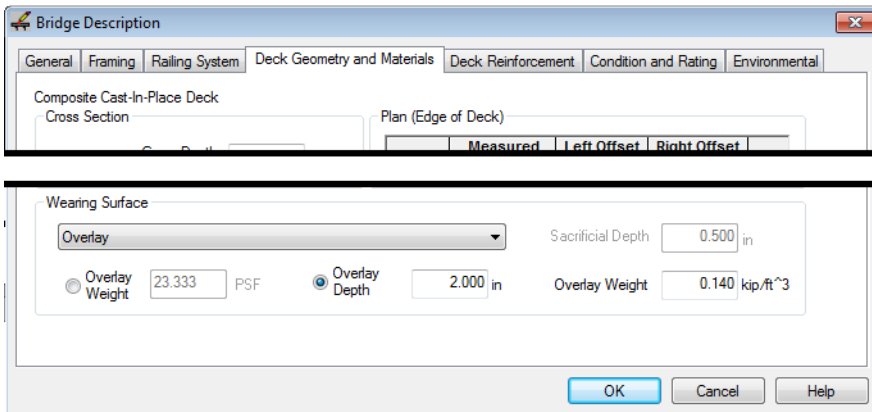 Bridge Description
General Framing Railing System Deck Geometry and Materials Deck Reinforcement Condition and Rating Environmental
Composite Cast-In-Place Deck
Cross Section Plan (Edge of Deck)
Measured Left Offset Right Offset
Wearing Surface
Overlay Sacrificial Depth 0.500 in
Overlay Weight 23.333 PSF Overlay Depth 2.000 in Overlay Weight 0.140 kip/ft^3
OK Cancel Help